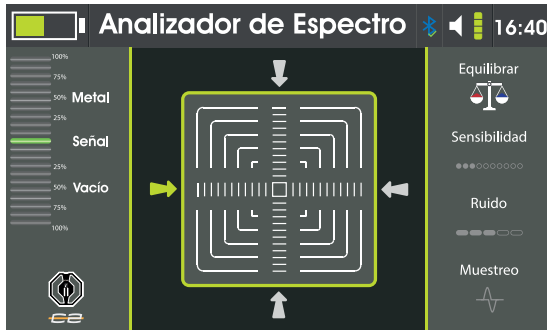 Analizador de Espectro
16:40
100%
75%
50% Metal
25%
Señal
25%
50% Vacío
75%
100%
Equilibrar
Sensibilidad
Ruido
Muestreo